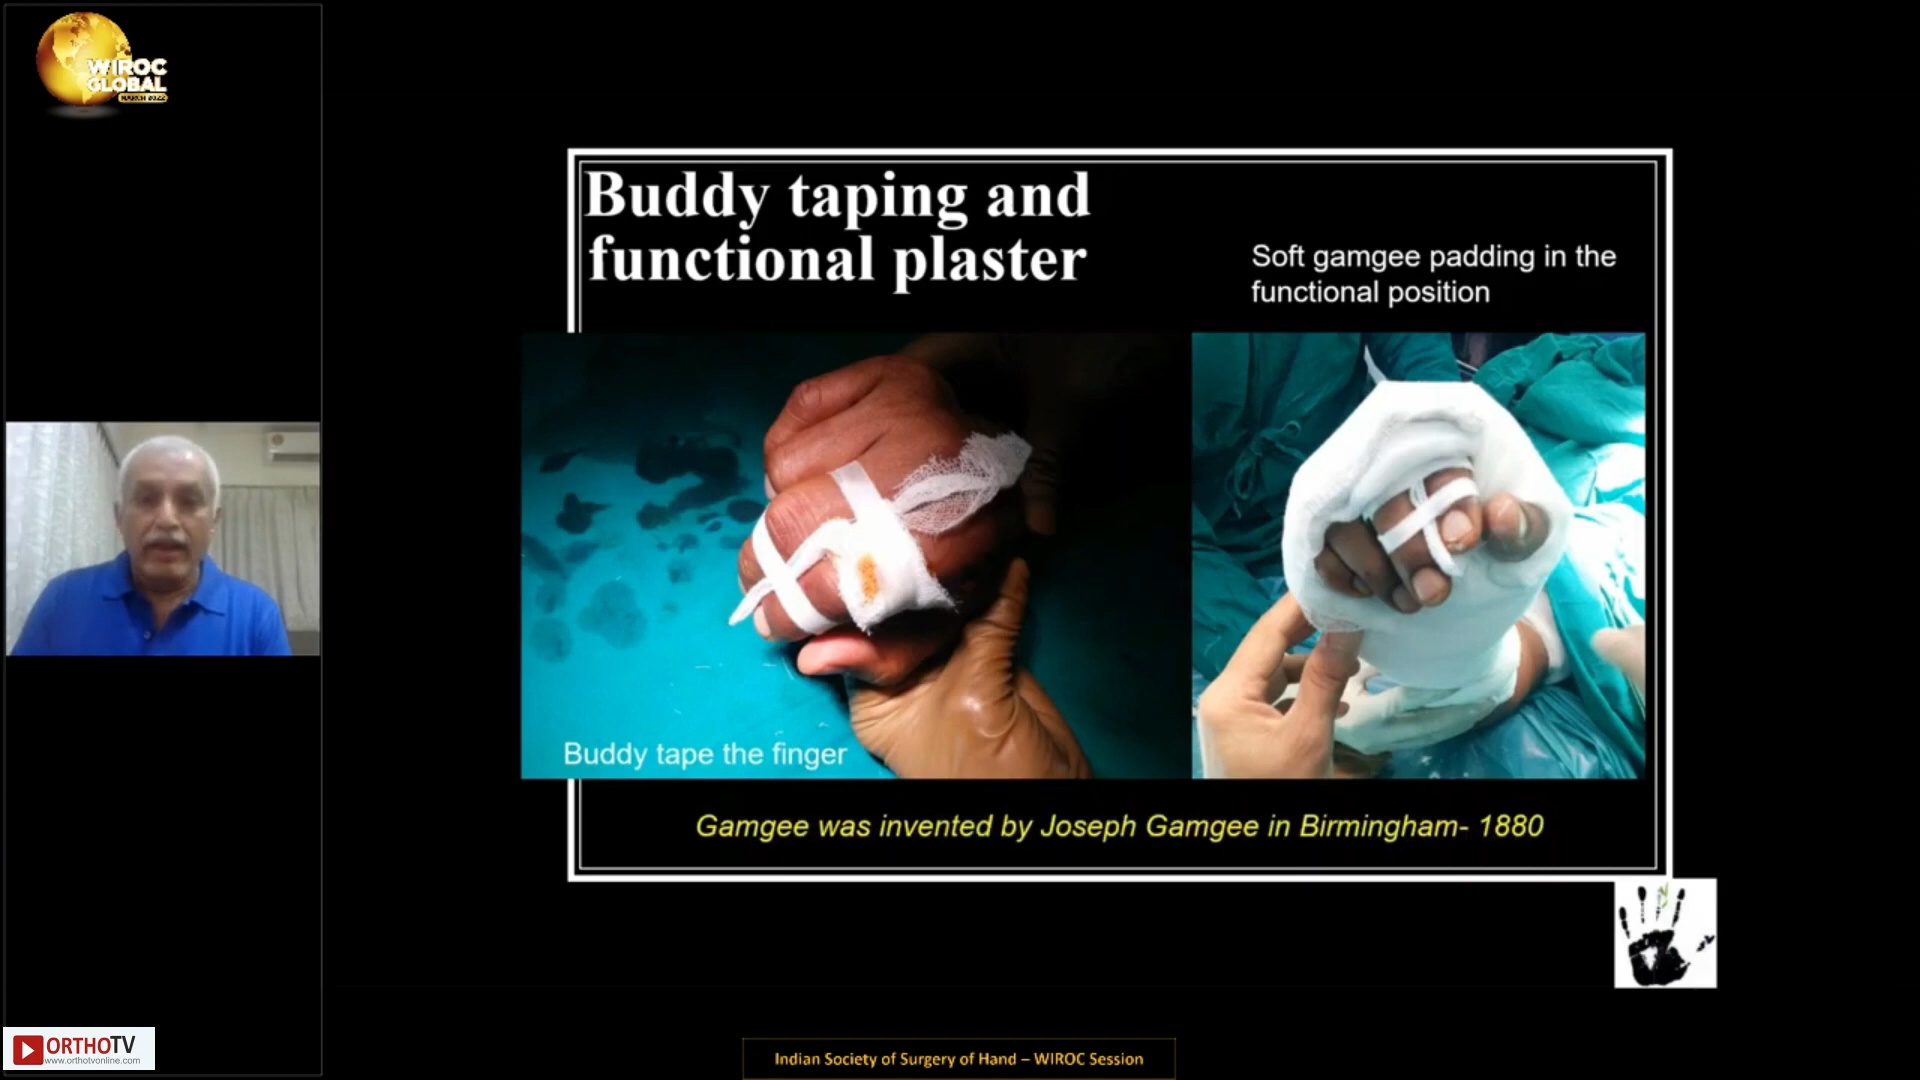 WIROC
GLOBAL
MARCH 2022
Buddy taping and
functional plaster
Soft gamgee padding in the
functional position
Buddy tape the finger
Gamgee was invented by Joseph Gamgee in Birmingham- 1880
ORTHOTV
www.orthotvonline.com
Indian Society of Surgery of Hand – WIROC Session